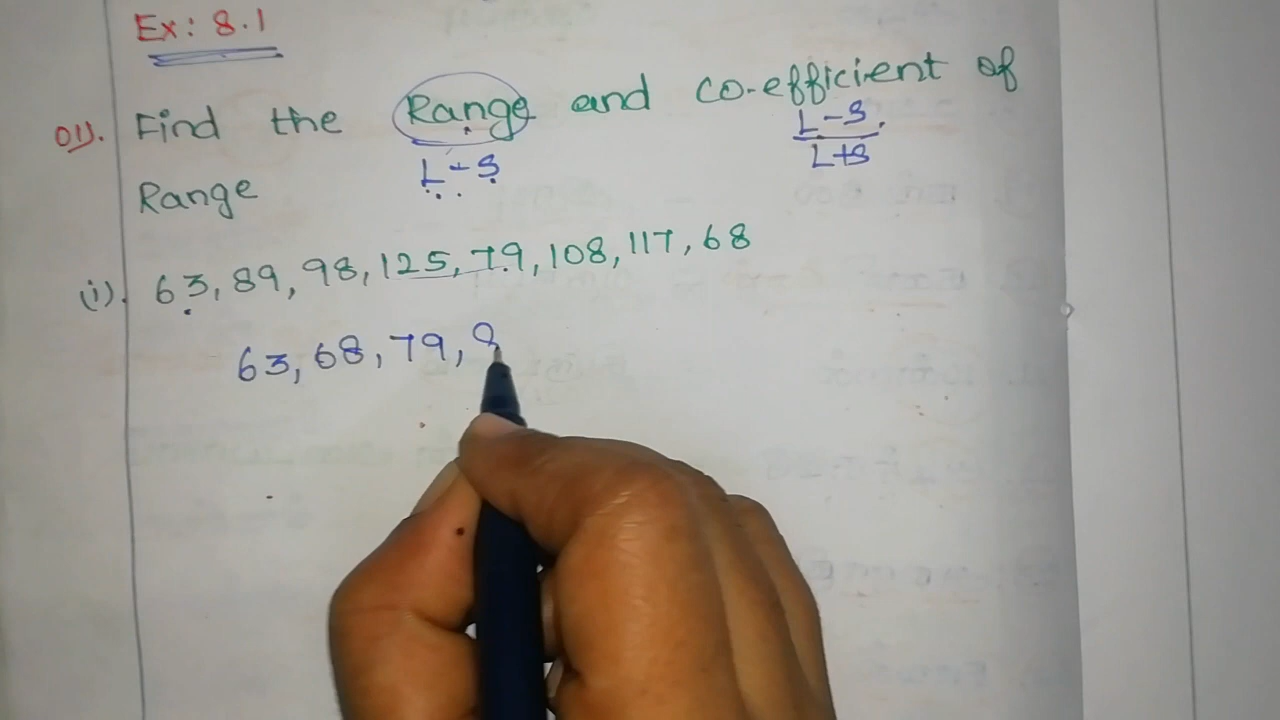 Ex: 8.1
01). Find the Range and co-efficient of
L-S
L-S
L+S
Range
(i). 63, 89, 98, 125, 79, 108, 117, 68
63, 68, 79, 8